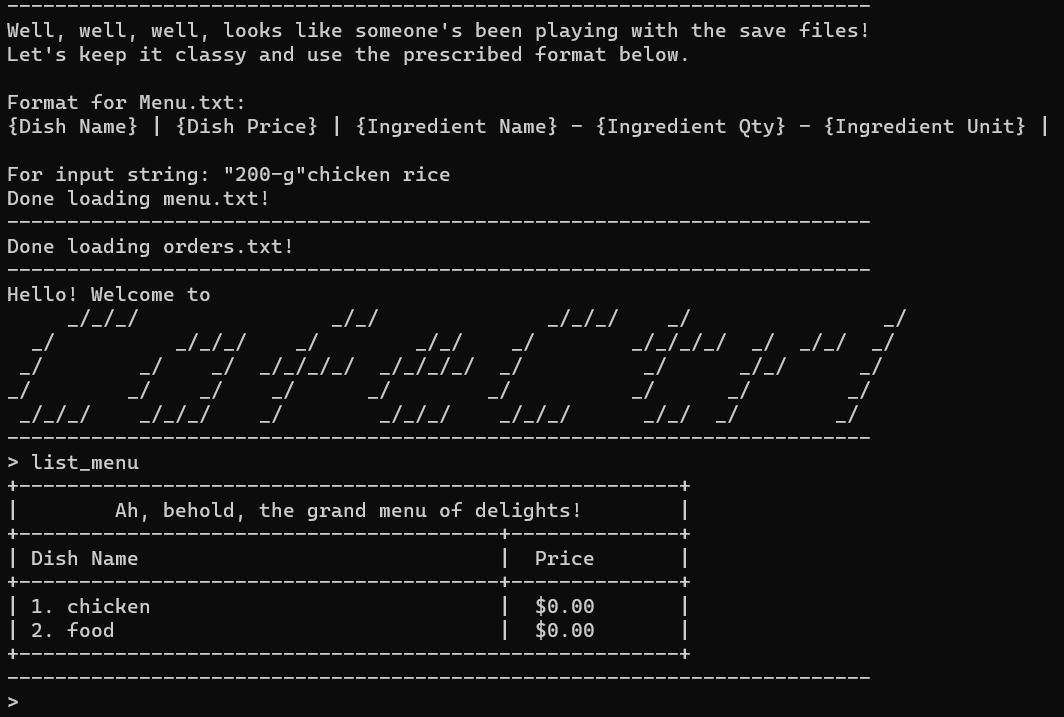 ----------------------------------------------------------------------
Well, well, well, looks like someone's been playing with the save files!
Let's keep it classy and use the prescribed format below.
Format for Menu.txt:
{Dish Name} | {Dish Price} | {Ingredient Name} - {Ingredient Qty} - {Ingredient Unit} |
For input string: "200-g"chicken rice
Done loading menu.txt!
------------------------------------------------------------------------
Done loading orders.txt!
------------------------------------------------------------------------
Hello! Welcome to
     _/_/_/                _/_/              _/_/_/    _/                _/
  _/          _/_/_/    _/        _/_/    _/        _/_/_/_/  _/  _/_/  _/
 _/        _/    _/  _/_/_/_/  _/_/_/_/  _/          _/      _/_/      _/
_/        _/    _/    _/      _/        _/          _/      _/        _/
 _/_/_/    _/_/_/    _/        _/_/_/    _/_/_/      _/_/  _/        _/
------------------------------------------------------------------------
> list_menu
+-------------------------------------------------------+
|        Ah, behold, the grand menu of delights!        |
+----------------------------------------+--------------+
| Dish Name                              |  Price       |
+----------------------------------------+--------------+
| 1. chicken                             |  $0.00       |
| 2. food                                |  $0.00       |
+-------------------------------------------------------+
------------------------------------------------------------------------
>